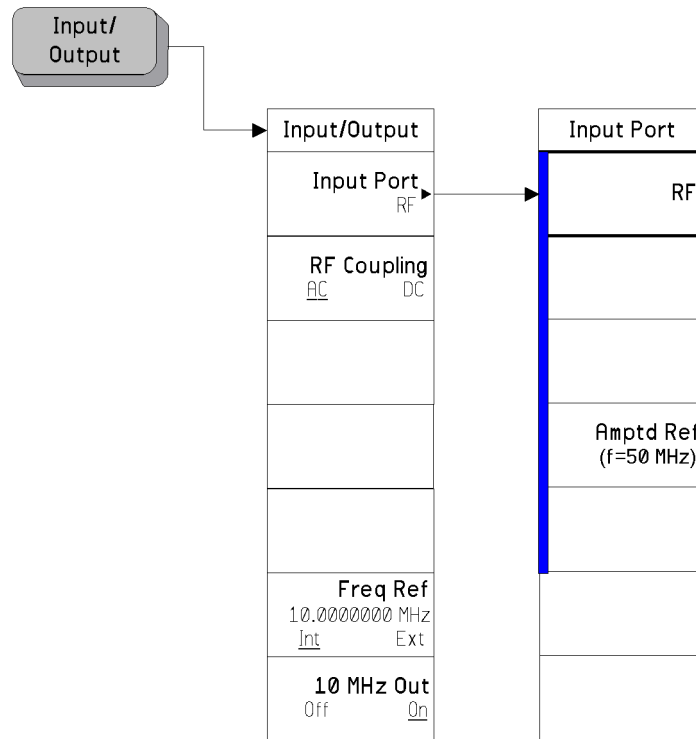 Input/
Output
Input/Output
Input Port
RF
RF Coupling
AC DC
Freq Ref
10.0000000 MHz
Int Ext
10 MHz Out
Off On
Input Port
RF
Amptd Ref
(f=50 MHz)